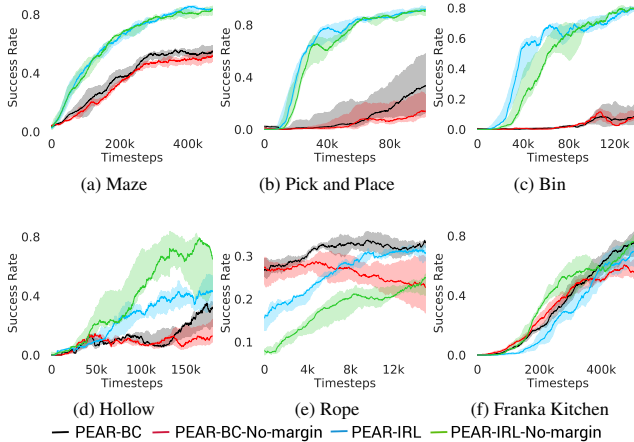 Success Rate
0.8
0.4
0.0
0 200k 400k
Timesteps
(a) Maze
Success Rate
0.8
0.4
0
0 40k 80k
Timesteps
(b) Pick and Place
Success Rate
0.8
0.6
0.4
0.2
0.0
0 40k 80k 120k
Timesteps
(c) Bin
Success Rate
0.8
0.4
0.0
0 50k 100k 150k
Timesteps
(d) Hollow
Success Rate
0.3
0.2
0.1
0 4k 8k 12k
Timesteps
(e) Rope
Success Rate
0.8
0.4
0.0
0 200k 400k
Timesteps
(f) Franka Kitchen
PEAR-BC PEAR-BC-No-margin PEAR-IRL PEAR-IRL-No-margin